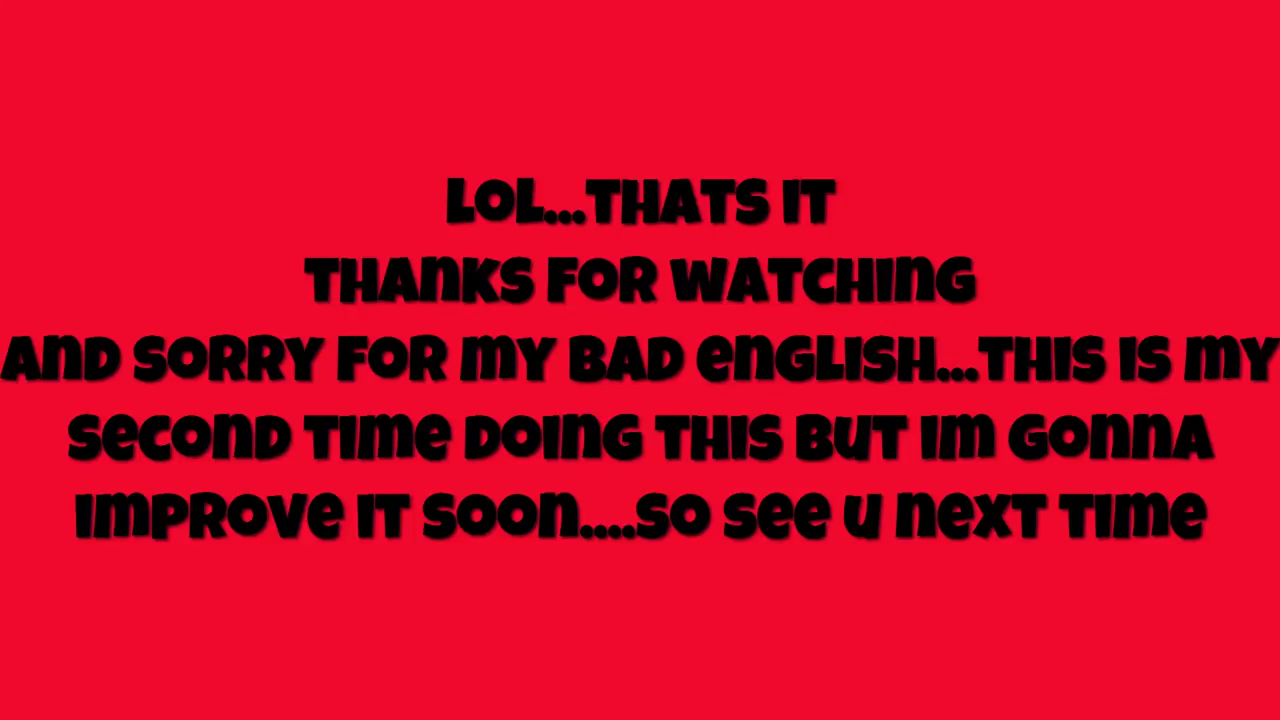 LOL...THATS IT
THANKS FOR WATCHING
AND SORRY FOR MY BAD ENGLISH...THIS IS MY
SECOND TIME DOING THIS BUT IM GONNA
IMPROVE IT SOON....SO SEE U NEXT TIME